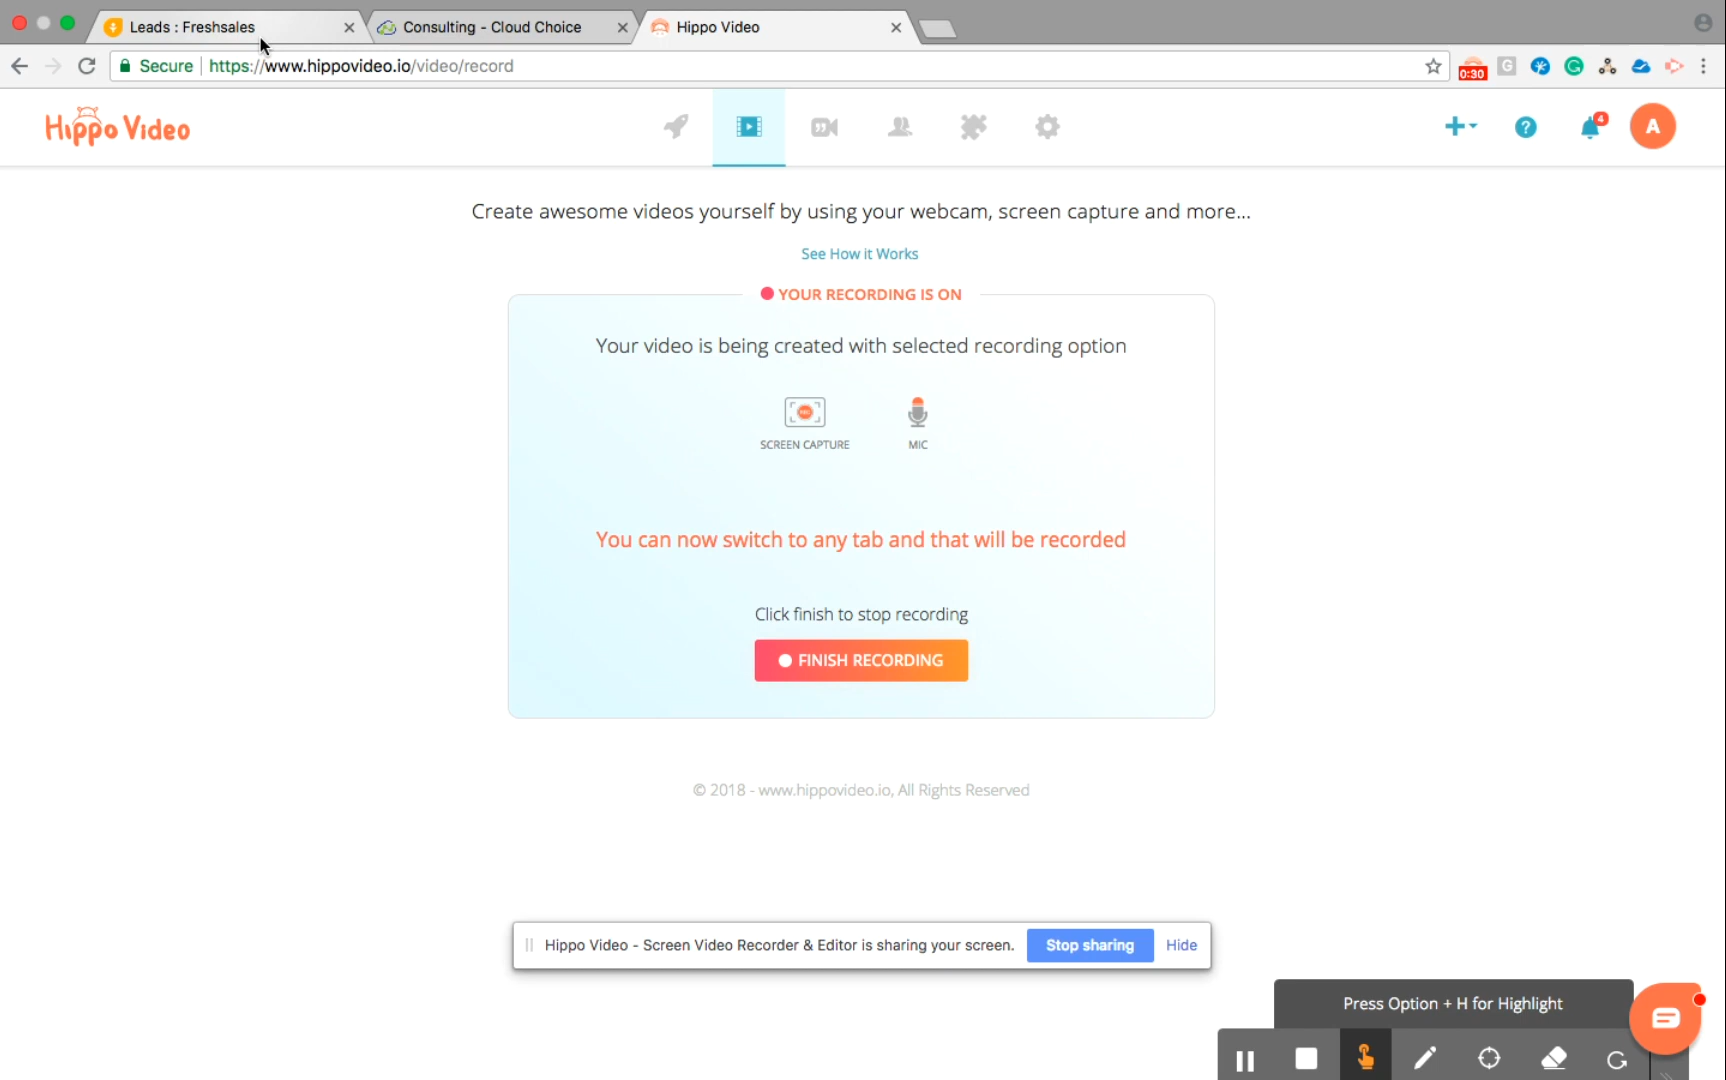 Leads : Freshsales
Consulting - Cloud Choice
Hippo Video
Secure
https://www.hippovideo.io/video/record
0:30
G
Hippo Video
?
4
A
Create awesome videos yourself by using your webcam, screen capture and more...
See How it Works
YOUR RECORDING IS ON
Your video is being created with selected recording option
REC
SCREEN CAPTURE
MIC
You can now switch to any tab and that will be recorded
Click finish to stop recording
FINISH RECORDING
© 2018 - www.hippovideo.io, All Rights Reserved
Hippo Video - Screen Video Recorder & Editor is sharing your screen.
Stop sharing
Hide
Press Option + H for Highlight